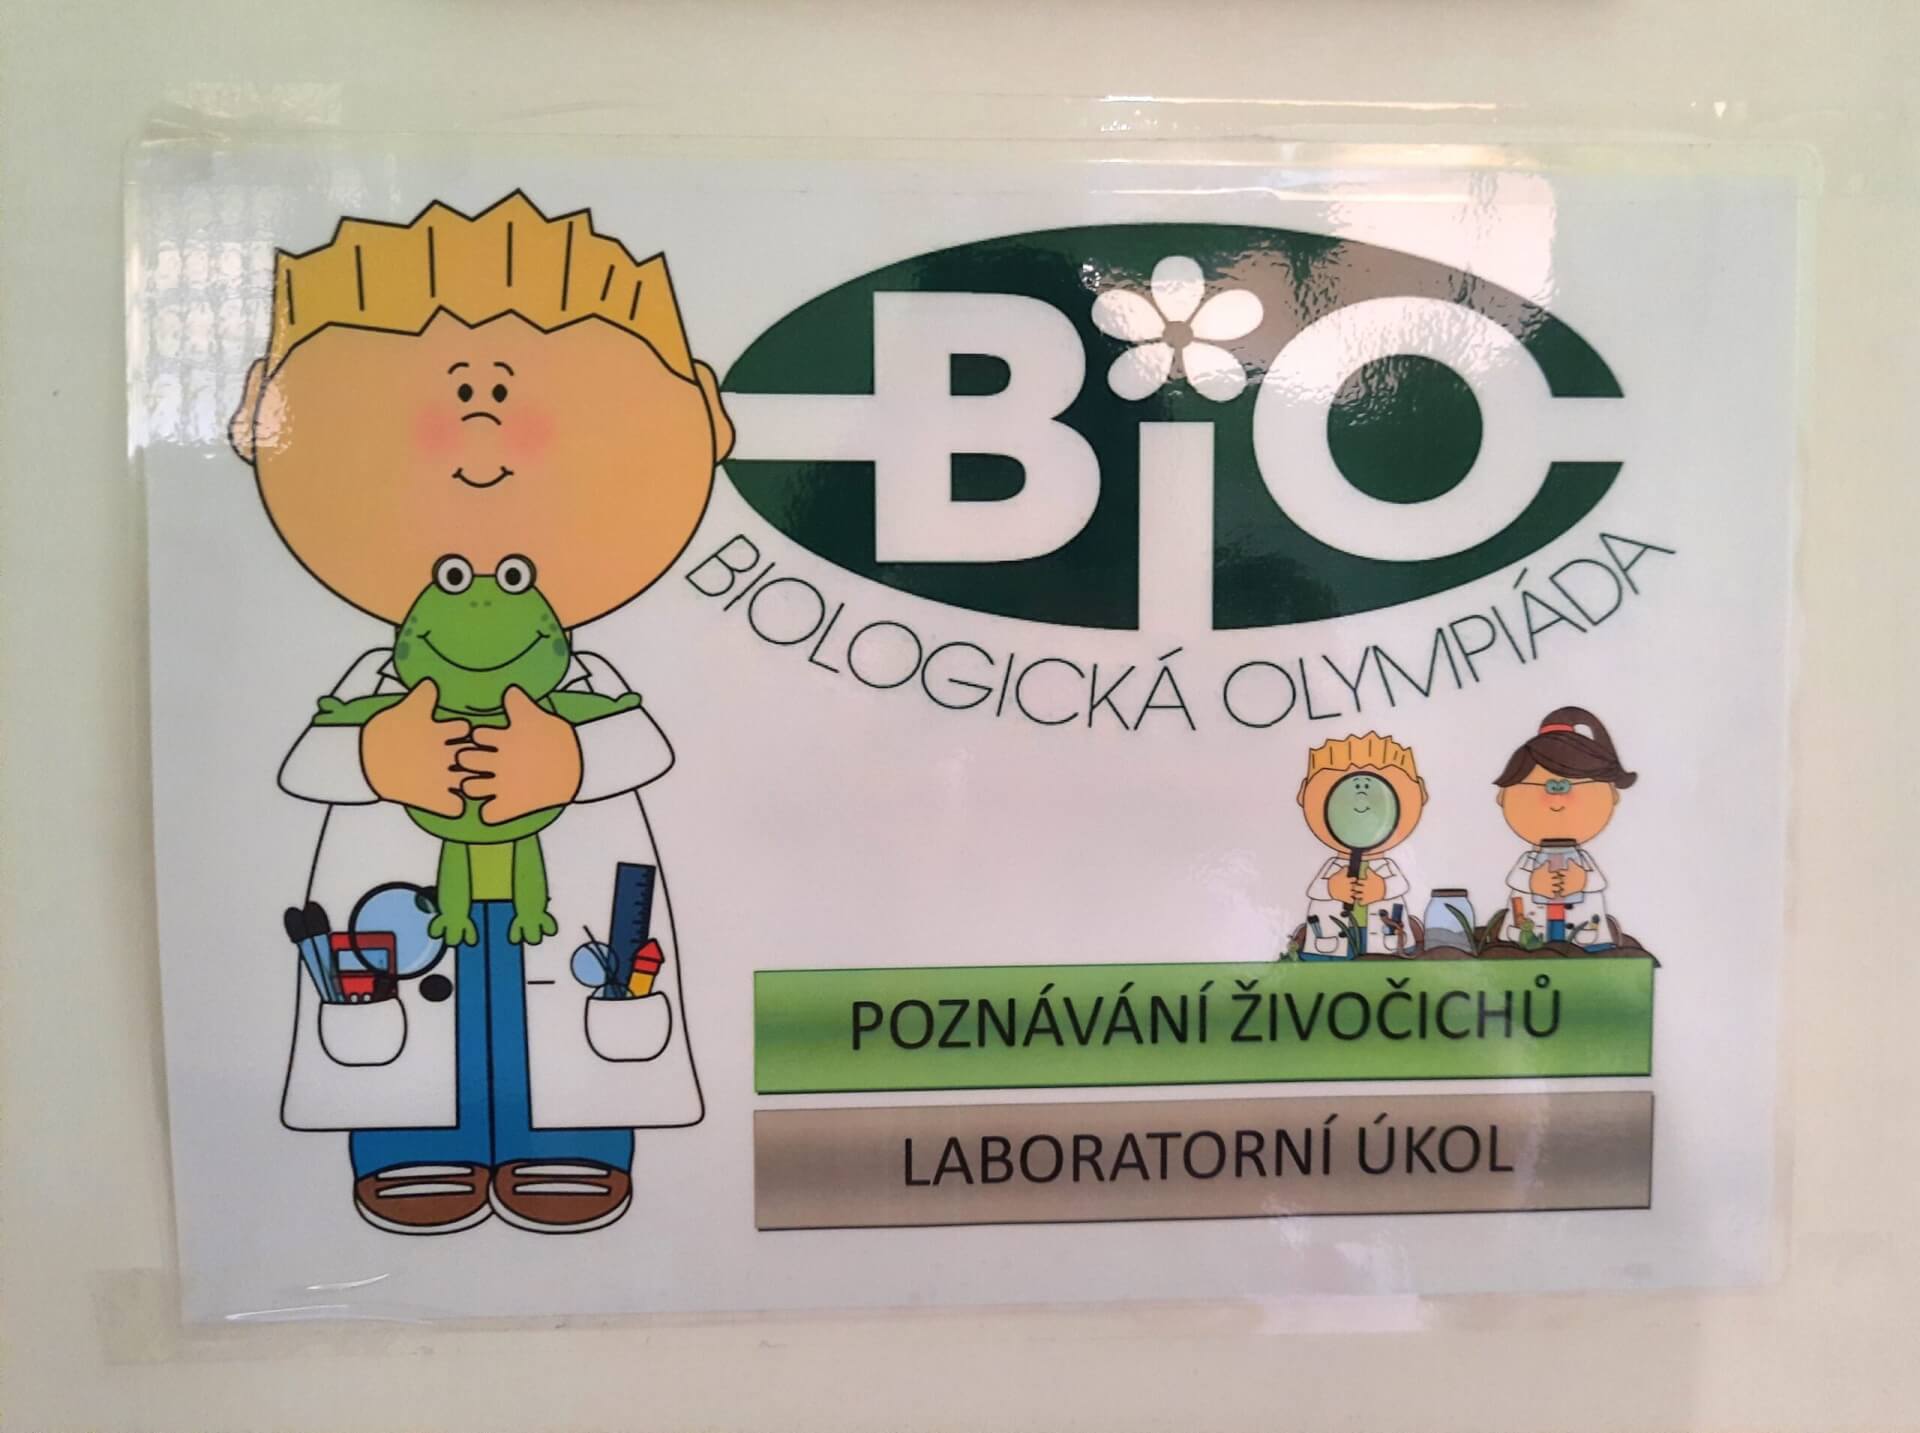 BiO
BIOLOGICKÁ OLYMPIÁDA
POZNÁVÁNÍ ŽIVOČICHŮ
LABORATORNÍ ÚKOL